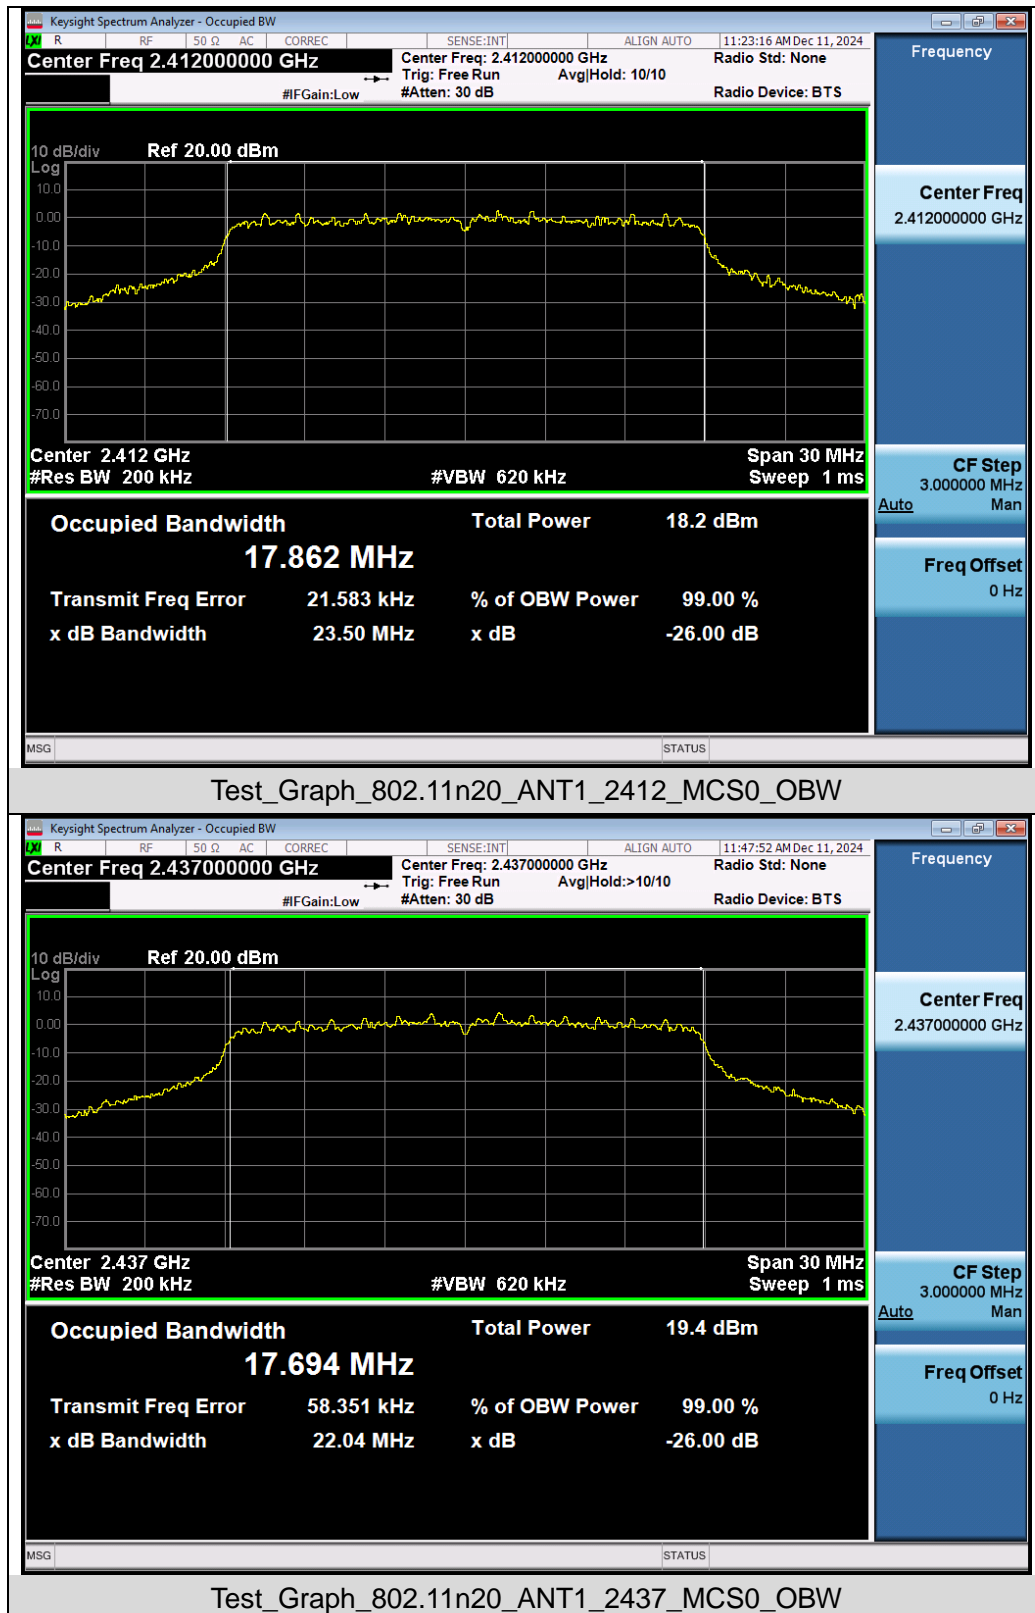 Keysight Spectrum Analyzer - Occupied BW
LXI R RF 50 Ω AC CORREC SENSE:INT ALIGN AUTO 11:23:16 AM Dec 11, 2024
Center Freq 2.412000000 GHz Center Freq: 2.412000000 GHz Radio Std: None Frequency
Trig: Free Run Avg|Hold: 10/10
#IFGain:Low #Atten: 30 dB Radio Device: BTS
10 dB/div Ref 20.00 dBm
Log
10.0
0.00
-10.0
-20.0
-30.0
-40.0
-50.0
-60.0
-70.0
Center 2.412 GHz Span 30 MHz
#Res BW 200 kHz #VBW 620 kHz Sweep 1 ms
Center Freq
2.412000000 GHz
CF Step
3.000000 MHz
Auto Man
Freq Offset
0 Hz
Occupied Bandwidth Total Power 18.2 dBm
17.862 MHz
Transmit Freq Error 21.583 kHz % of OBW Power 99.00 %
x dB Bandwidth 23.50 MHz x dB -26.00 dB
MSG STATUS
Test_Graph_802.11n20_ANT1_2412_MCS0_OBW
Keysight Spectrum Analyzer - Occupied BW
LXI R RF 50 Ω AC CORREC SENSE:INT ALIGN AUTO 11:47:52 AM Dec 11, 2024
Center Freq 2.437000000 GHz Center Freq: 2.437000000 GHz Radio Std: None Frequency
Trig: Free Run Avg|Hold:>10/10
#IFGain:Low #Atten: 30 dB Radio Device: BTS
10 dB/div Ref 20.00 dBm
Log
10.0
0.00
-10.0
-20.0
-30.0
-40.0
-50.0
-60.0
-70.0
Center 2.437 GHz Span 30 MHz
#Res BW 200 kHz #VBW 620 kHz Sweep 1 ms
Center Freq
2.437000000 GHz
CF Step
3.000000 MHz
Auto Man
Freq Offset
0 Hz
Occupied Bandwidth Total Power 19.4 dBm
17.694 MHz
Transmit Freq Error 58.351 kHz % of OBW Power 99.00 %
x dB Bandwidth 22.04 MHz x dB -26.00 dB
MSG STATUS
Test_Graph_802.11n20_ANT1_2437_MCS0_OBW